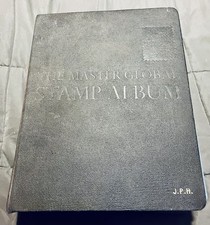 THE MASTER GLOBAL
STAMP ALBUM
J.P.H.